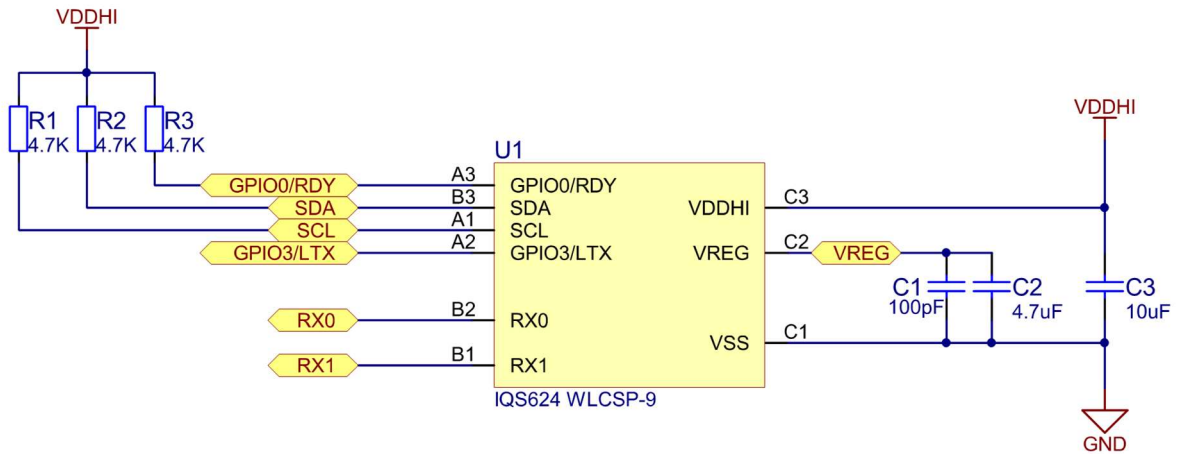 VDDHI
R1
4.7K
R2
4.7K
R3
4.7K
GPIO0/RDY
SDA
SCL
GPIO3/LTX
RX0
RX1
A3
B3
A1
A2
B2
B1
U1
GPIO0/RDY
SDA
SCL
GPIO3/LTX
RX0
RX1
VDDHI
VREG
VSS
IQS624 WLCSP-9
C3
C2
C1
VREG
C1
100pF
C2
4.7uF
VDDHI
C3
10uF
GND